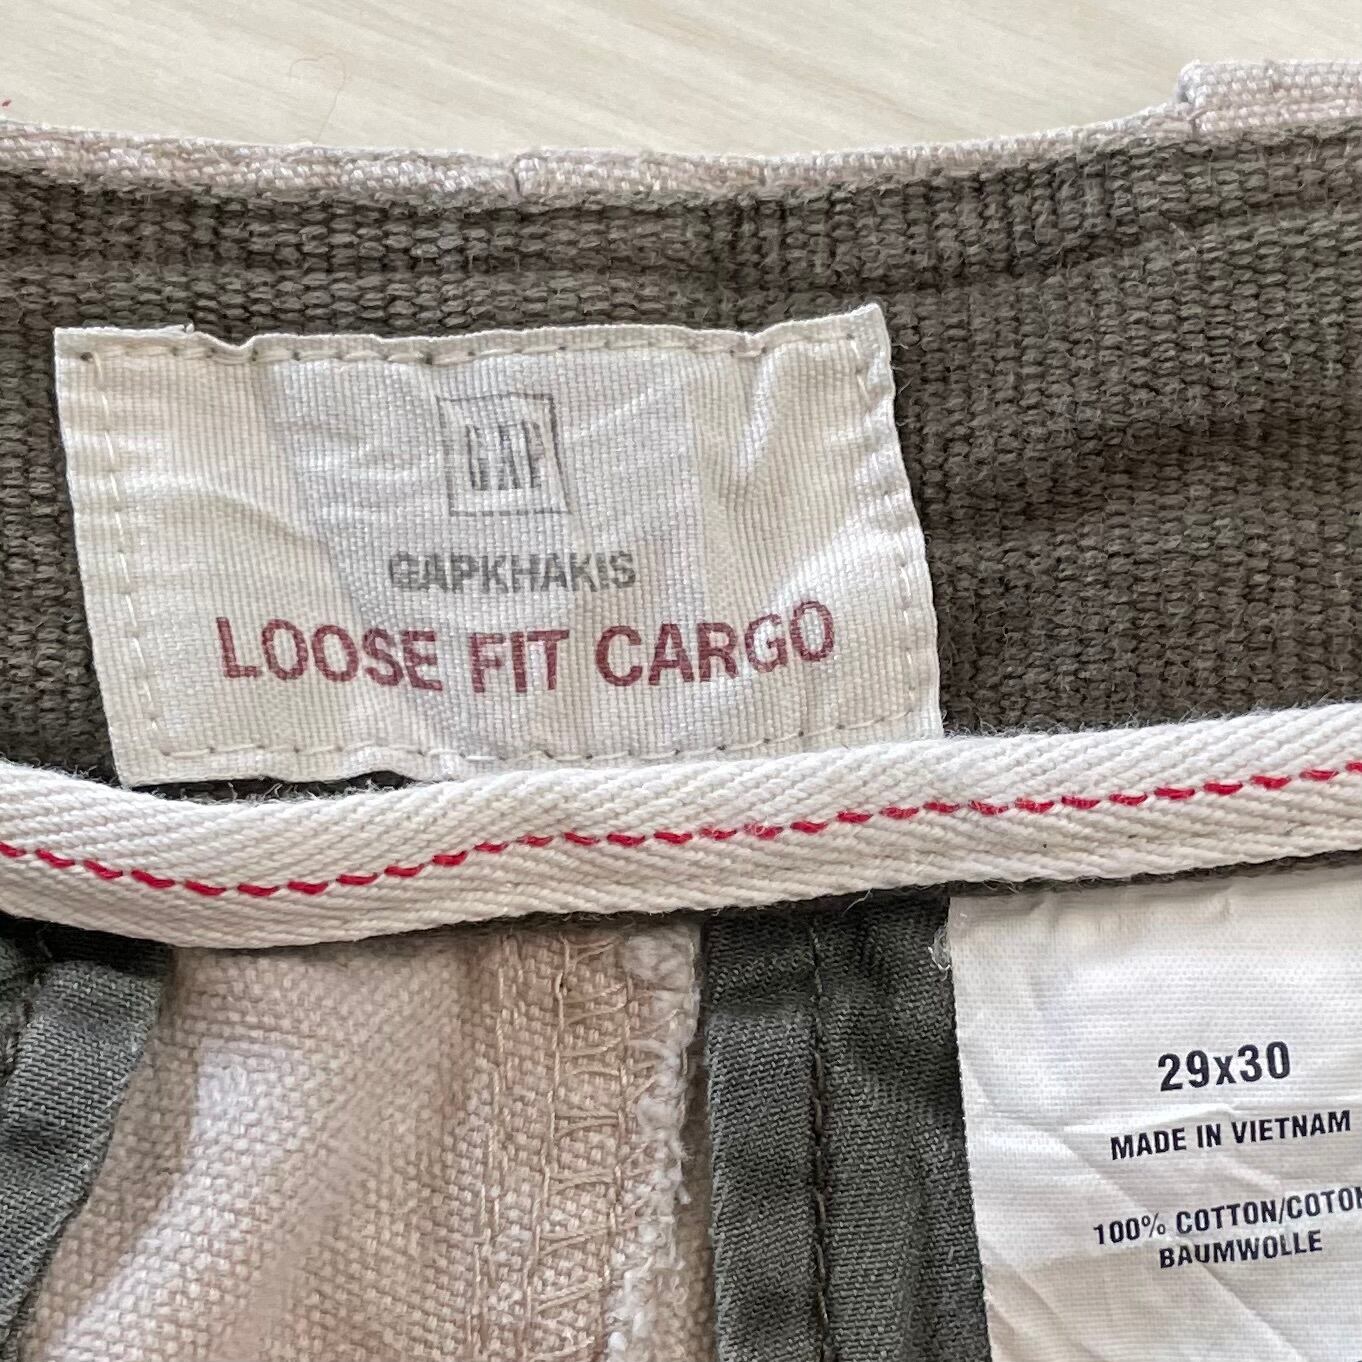 GAP
GAPKHAKIS
LOOSE FIT CARGO
29x30
MADE IN VIETNAM
100% COTTON/COTON
BAUMWOLLE